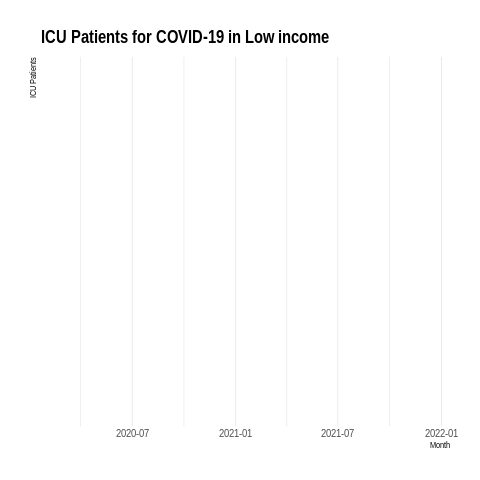 ICU Patients for COVID-19 in Low income
ICU Patients
2020-07 2021-01 2021-07 2022-01
Month